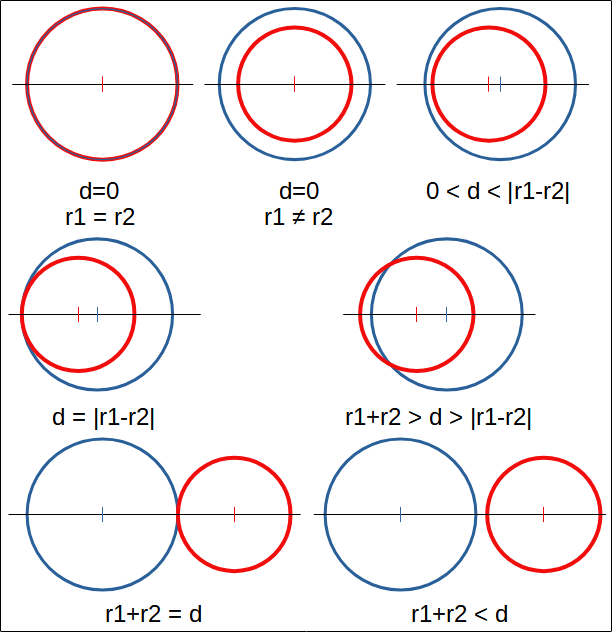 d=0
r1 = r2
d=0
r1 ≠ r2
0 < d < |r1-r2|
d = |r1-r2|
r1+r2 > d > |r1-r2|
r1+r2 = d
r1+r2 < d